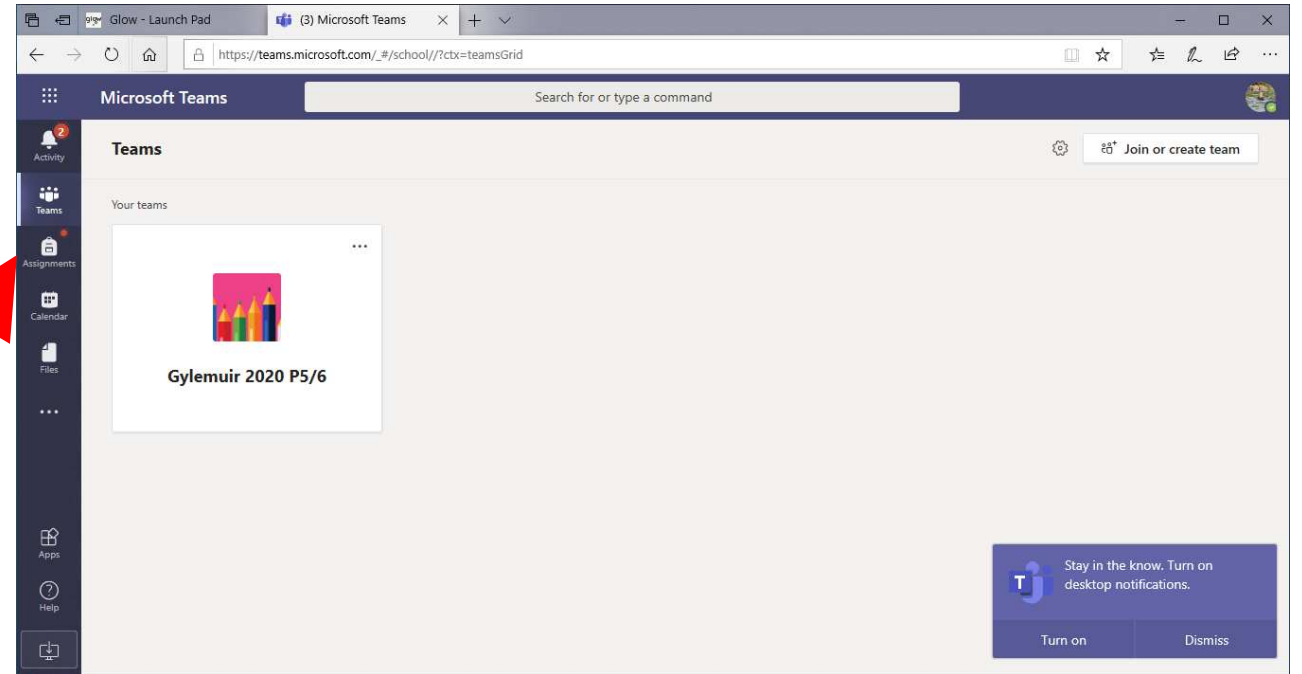 glow Glow - Launch Pad (3) Microsoft Teams
https://teams.microsoft.com/_#/school//?ctx=teamsGrid
Microsoft Teams Search for or type a command
2
Activity
Teams
Join or create team
Teams
Your teams
Assignments
Calendar
Files
Gylemuir 2020 P5/6
Apps
Help
T
Stay in the know. Turn on
desktop notifications.
Turn on Dismiss